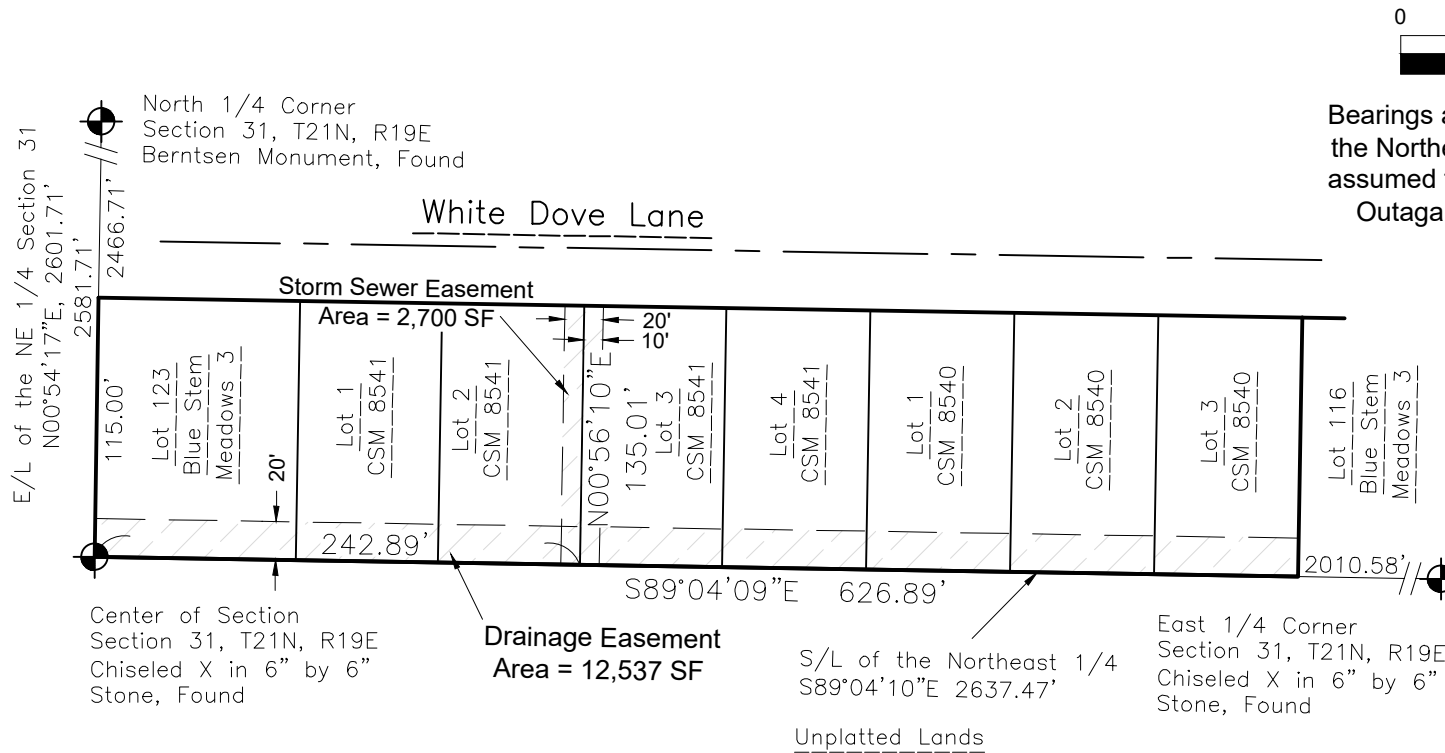 0
Bearings a
the Northe
assumed
Outaga
North 1/4 Corner
Section 31, T21N, R19E
Berntsen Monument, Found
E/L of the NE 1/4 Section 31
N00°54'17"E, 2601.71'
2581.71'
2466.71'
White Dove Lane
Storm Sewer Easement
Area = 2,700 SF
20'
10'
115.00'
Lot 123
Blue Stem
Meadows 3
20'
Lot 1
CSM 8541
Lot 2
CSM 8541
N00°56'10"E
135.01'
Lot 3
CSM 8541
Lot 4
CSM 8541
Lot 1
CSM 8540
Lot 2
CSM 8540
Lot 3
CSM 8540
Lot 116
Blue Stem
Meadows 3
242.89'
S89°04'09"E 626.89'
2010.58'
Center of Section
Section 31, T21N, R19E
Chiseled X in 6" by 6"
Stone, Found
Drainage Easement
Area = 12,537 SF
S/L of the Northeast 1/4
S89°04'10"E 2637.47'
Unplatted Lands
East 1/4 Corner
Section 31, T21N, R19E
Chiseled X in 6" by 6"
Stone, Found